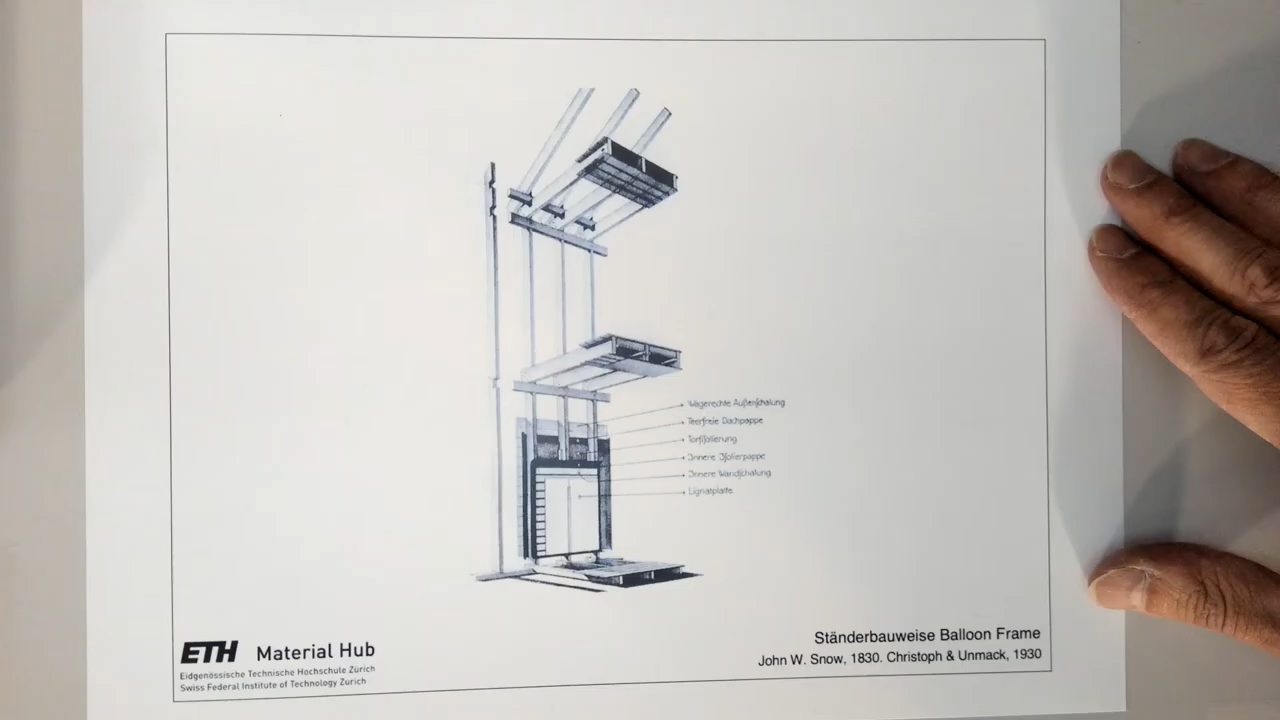 Wagerechte Außenſchalung
Teerfreie Dachpappe
Torfiſolierung
Innere Iſolierpappe
Innere Wandſchalung
Lignatplatte
ETH Material Hub
Eidgenössische Technische Hochschule Zürich
Swiss Federal Institute of Technology Zurich
Ständerbauweise Balloon Frame
John W. Snow, 1830. Christoph & Unmack, 1930